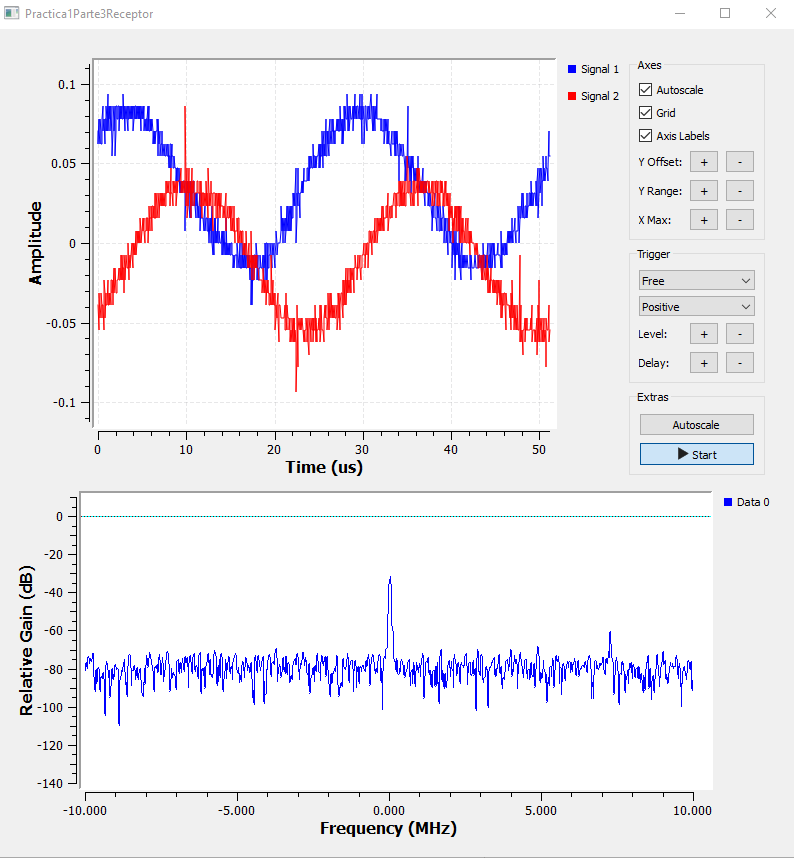 Practica1Parte3Receptor
Signal 1
Signal 2
Amplitude
0.1
0.05
0
-0.05
-0.1
0 10 20 30 40 50
Time (us)
Axes
Autoscale
Grid
Axis Labels
Y Offset: + -
Y Range: + -
X Max: + -
Trigger
Free
Positive
Level: + -
Delay: + -
Extras
Autoscale
Start
Data 0
Relative Gain (dB)
0
-20
-40
-60
-80
-100
-120
-140
-10.000 -5.000 0.000 5.000 10.000
Frequency (MHz)